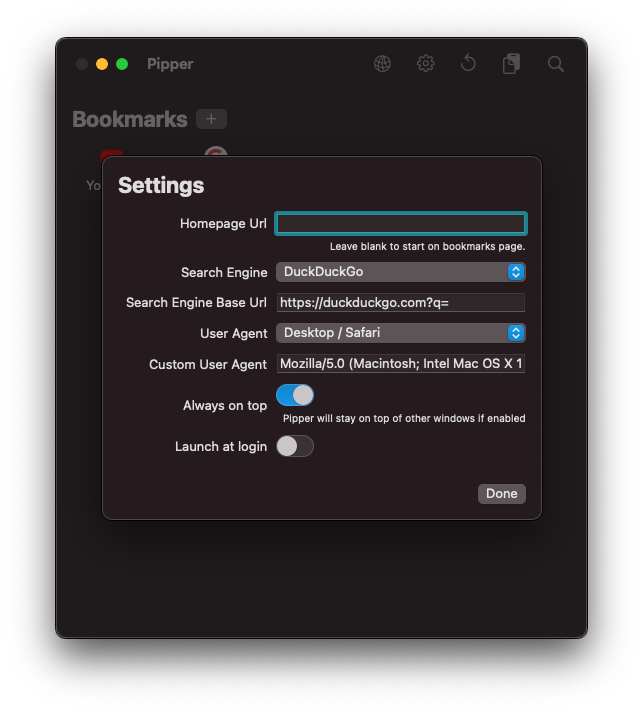 Pipper
Bookmarks +
Yo
Settings
Homepage Url
Leave blank to start on bookmarks page.
Search Engine DuckDuckGo
Search Engine Base Url https://duckduckgo.com?q=
User Agent Desktop / Safari
Custom User Agent Mozilla/5.0 (Macintosh; Intel Mac OS X 1
Always on top
Pipper will stay on top of other windows if enabled
Launch at login
Done